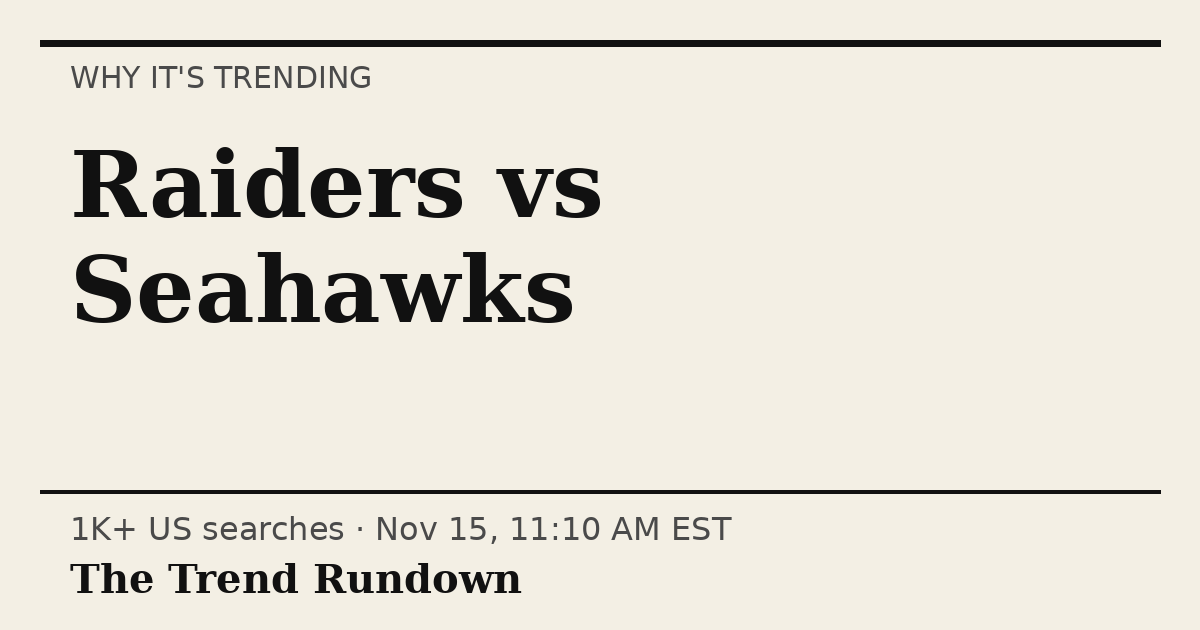 WHY IT'S TRENDING
Raiders vs
Seahawks
1K+ US searches · Nov 15, 11:10 AM EST
The Trend Rundown